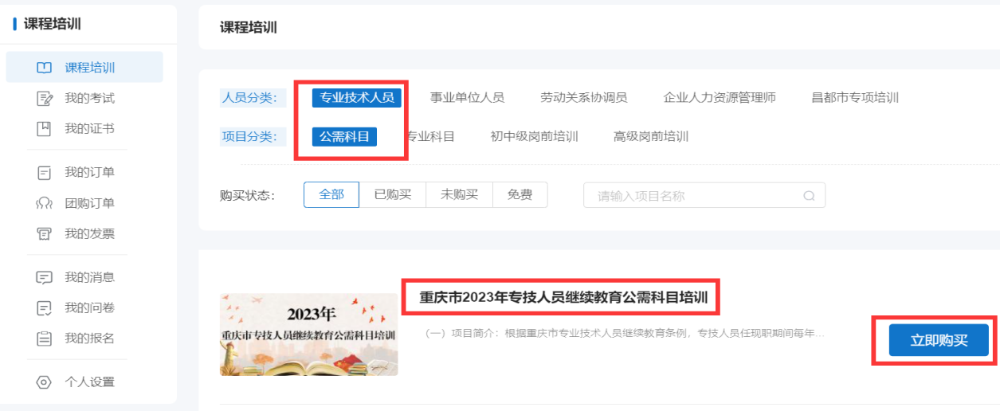 课程培训
课程培训
我的考试
我的证书
我的订单
团购订单
我的发票
我的消息
我的问卷
我的报名
个人设置
课程培训
人员分类: 专业技术人员 事业单位人员 劳动关系协调员 企业人力资源管理师 昌都市专项培训
项目分类: 公需科目 专业科目 初中级岗前培训 高级岗前培训
购买状态: 全部 已购买 未购买 免费 请输入项目名称
2023年
重庆市专技人员继续教育公需科目培训
重庆市2023年专技人员继续教育公需科目培训
（一）项目简介：根据重庆市专业技术人员继续教育条例，专技人员任现职期间每年...
立即购买